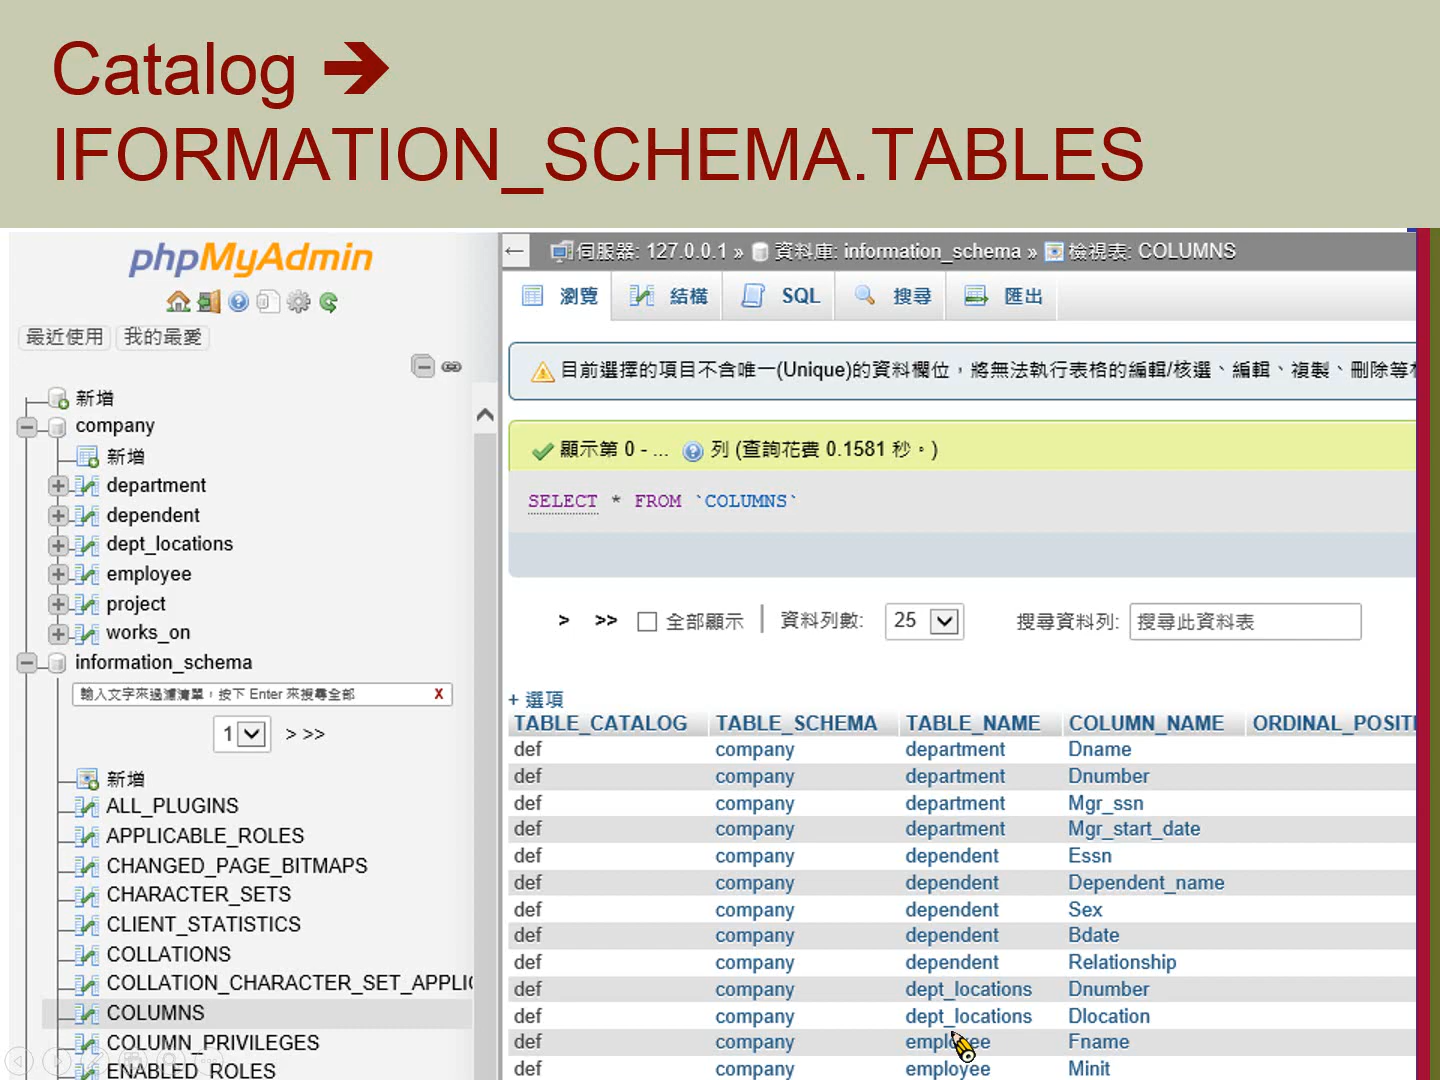 Catalog ➔
IFORMATION_SCHEMA.TABLES
phpMyAdmin
最近使用 我的最愛
新增
company
新增
department
dependent
dept_locations
employee
project
works_on
information_schema
輸入文字來過濾清單，按下 Enter 來搜尋全部 X
1 > >>
新增
ALL_PLUGINS
APPLICABLE_ROLES
CHANGED_PAGE_BITMAPS
CHARACTER_SETS
CLIENT_STATISTICS
COLLATIONS
COLLATION_CHARACTER_SET_APPLIC
COLUMNS
COLUMN_PRIVILEGES
ENABLED_ROLES
← 伺服器: 127.0.0.1 » 資料庫: information_schema » 檢視表: COLUMNS
瀏覽 結構 SQL 搜尋 匯出
目前選擇的項目不含唯一(Unique)的資料欄位，將無法執行表格的編輯/核選、編輯、複製、刪除等
顯示第 0 - ... 列 (查詢花費 0.1581 秒。)
SELECT * FROM `COLUMNS`
> >> 全部顯示 | 資料列數: 25 搜尋資料列: 搜尋此資料表
+ 選項
TABLE_CATALOG TABLE_SCHEMA TABLE_NAME COLUMN_NAME ORDINAL_POSITI
def company department Dname
def company department Dnumber
def company department Mgr_ssn
def company department Mgr_start_date
def company dependent Essn
def company dependent Dependent_name
def company dependent Sex
def company dependent Bdate
def company dependent Relationship
def company dept_locations Dnumber
def company dept_locations Dlocation
def company employee Fname
def company employee Minit